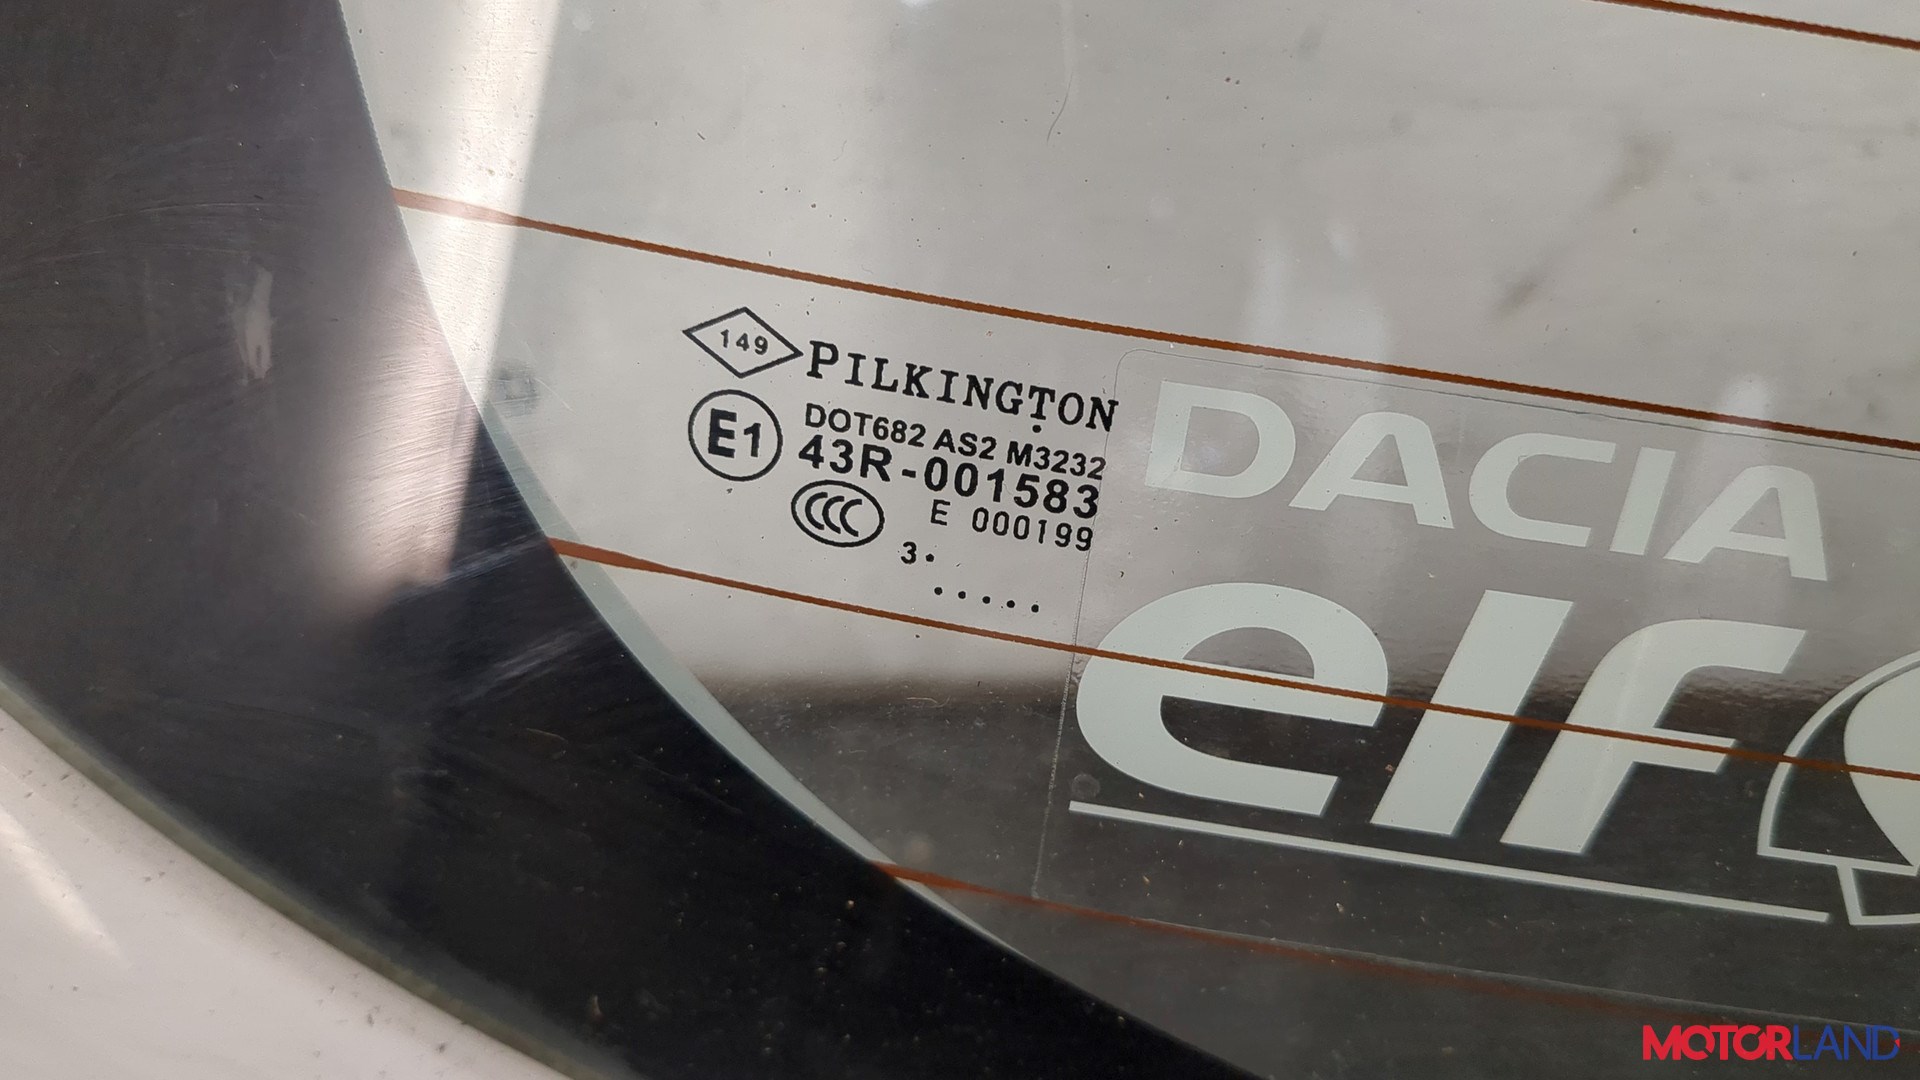 149
PILKINGTON
E1
DOT682 AS2 M3232
43R-001583
CCC
E 000199
3.
.....
DACIA
elf
MOTORLAND